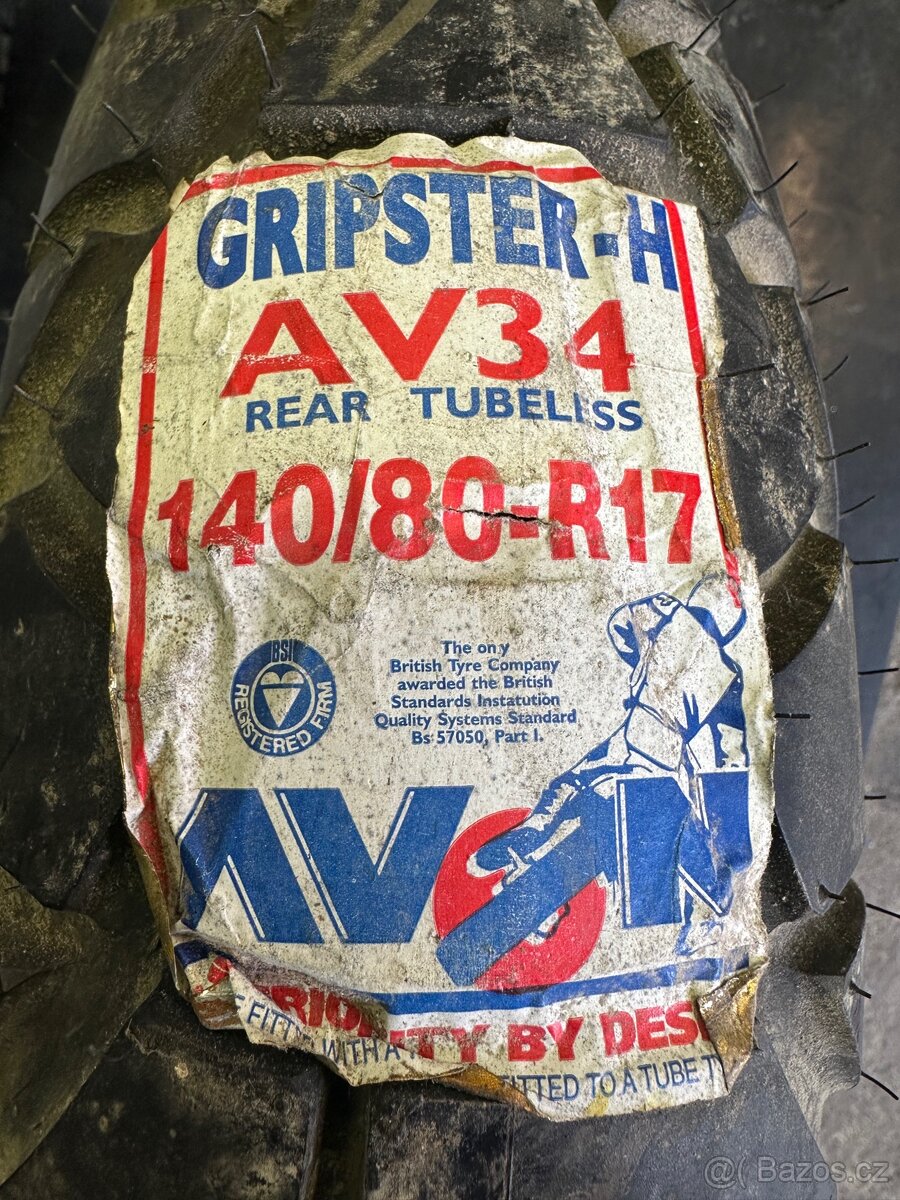 GRIPSTER-H
AV34
REAR TUBELESS
140/80-R17
BSI
REGISTERED FIRM
The only
British Tyre Company
awarded the British
Standards Instatution
Quality Systems Standard
Bs 57050, Part I.
AVON
BY DES
WITH A
FITTED TO A TUBE
@( Bazos.cz